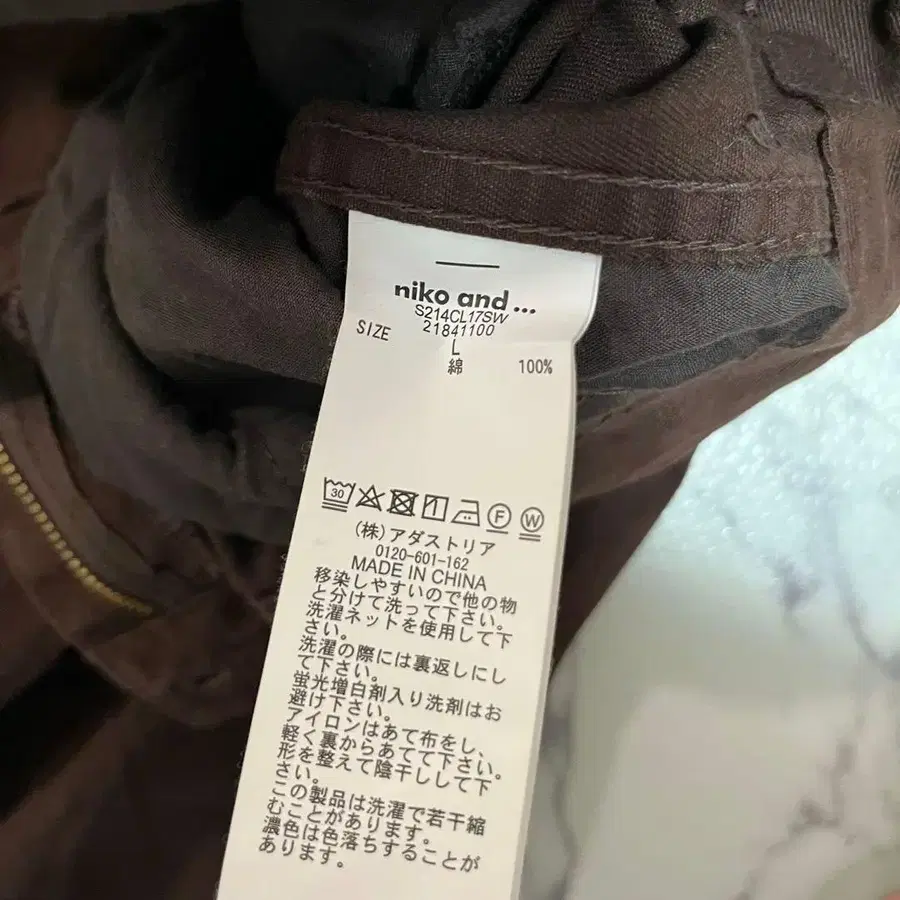 niko and ...
S214CL17SW
21841100
SIZE L
綿 100%
30 F W
(株)アダストリア
0120-601-162
MADE IN CHINA
移染しやすいので他の物
と分けて洗って下さい。
洗濯ネットを使用して下
さい。
洗濯の際には裏返しにし
て下さい。
蛍光増白剤入り洗剤はお
避け下さい。
アイロンはあて布をし、
軽く裏からあてて下さい。
形を整えて陰干しして下
さい。
この製品は洗濯で若干縮
むことがあります。
濃色は色落ちすることが
あります。